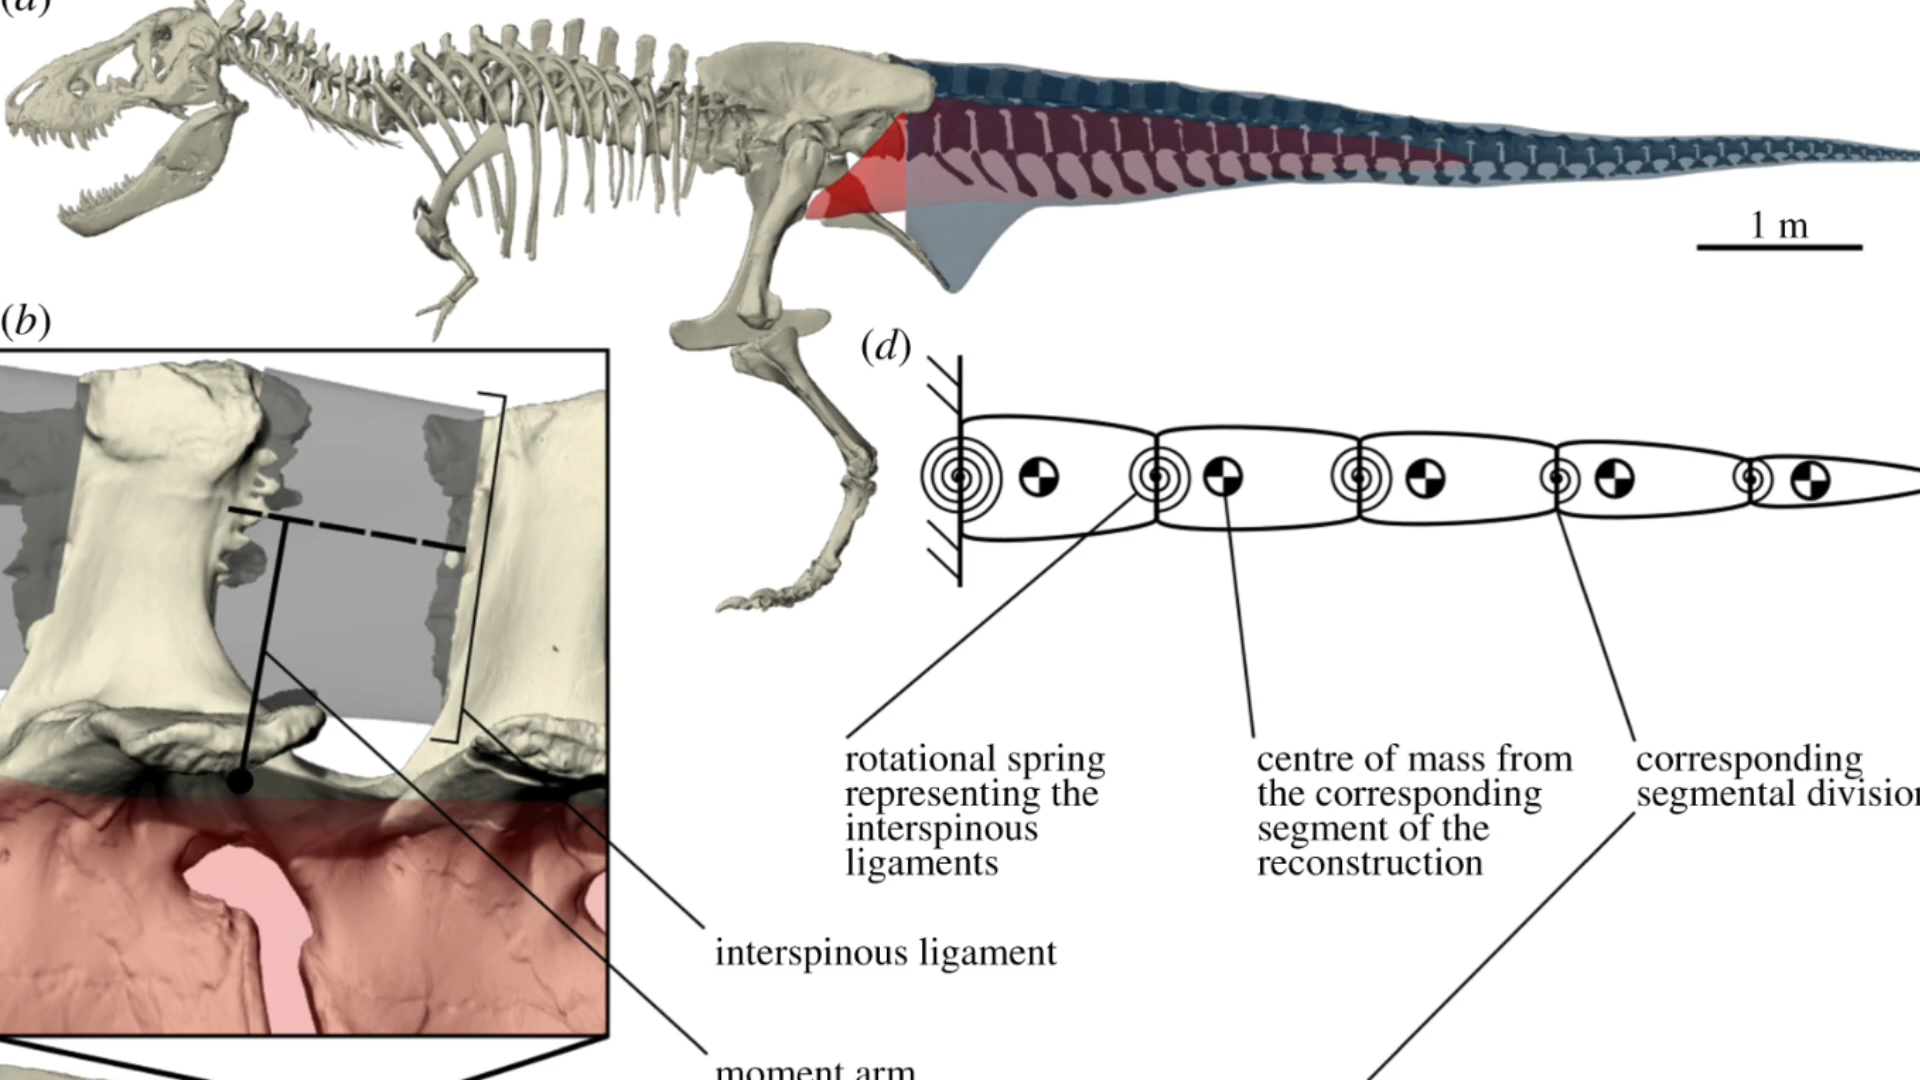 (a)
1 m
(b)
(d)
rotational spring
representing the
interspinous
ligaments
centre of mass from
the corresponding
segment of the
reconstruction
corresponding
segmental division
interspinous ligament
moment arm